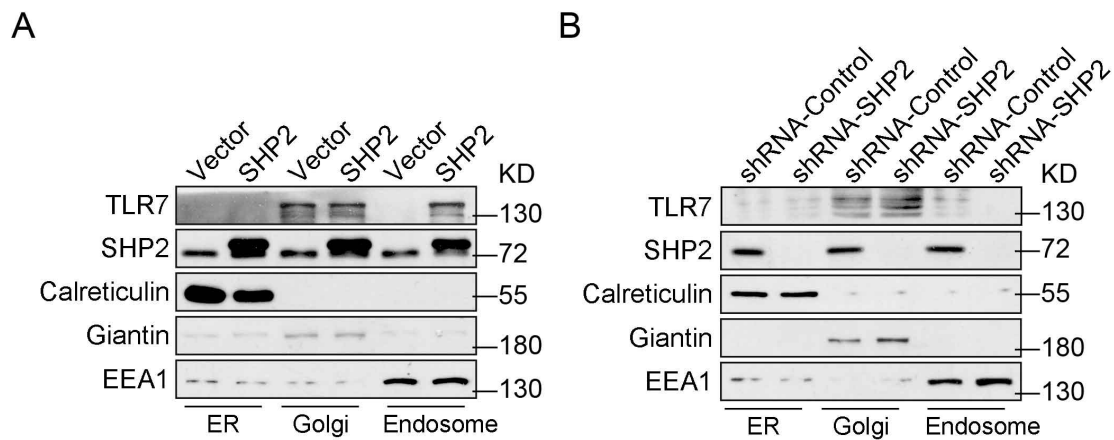 A
Vector
SHP2
Vector
SHP2
Vector
SHP2
KD
TLR7
130
SHP2
72
Calreticulin
55
Giantin
180
EEA1
130
ER
Golgi
Endosome
B
shRNA-Control
shRNA-SHP2
shRNA-Control
shRNA-SHP2
shRNA-Control
shRNA-SHP2
KD
TLR7
130
SHP2
72
Calreticulin
55
Giantin
180
EEA1
130
ER
Golgi
Endosome